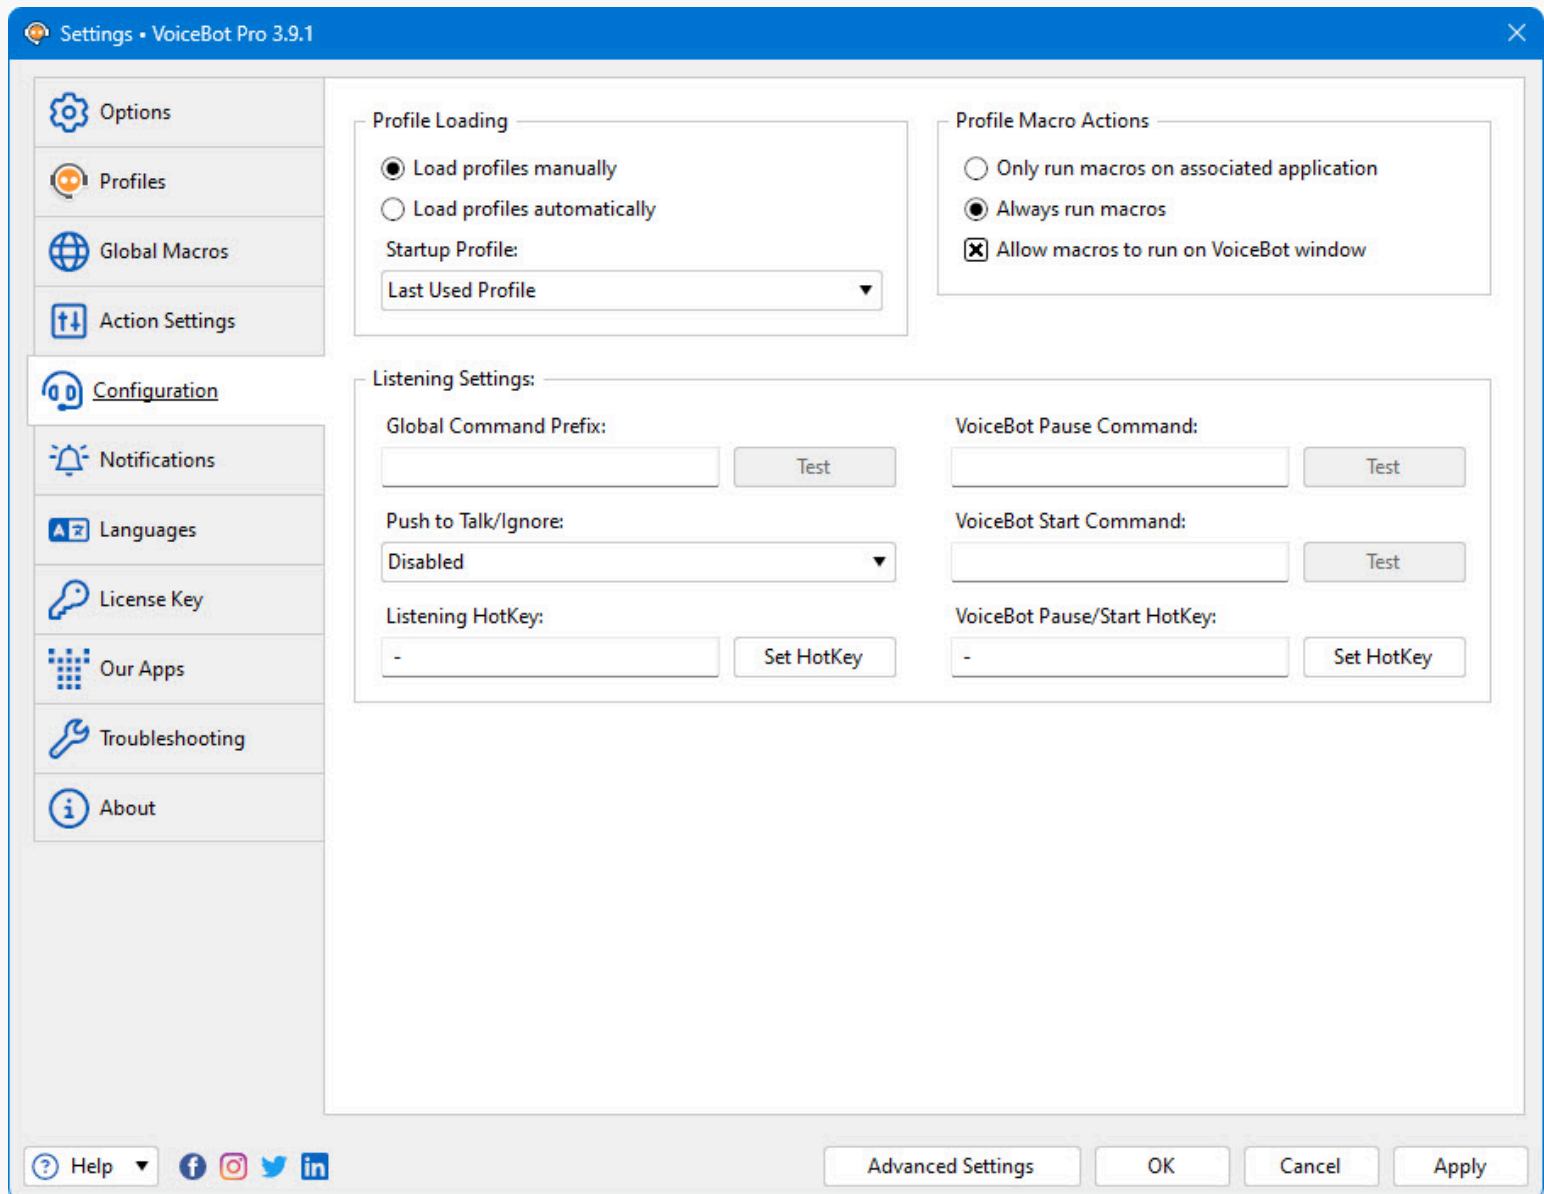 Settings • VoiceBot Pro 3.9.1
Options
Profiles
Global Macros
Action Settings
Configuration
Notifications
Languages
License Key
Our Apps
Troubleshooting
About
Profile Loading
Load profiles manually
Load profiles automatically
Startup Profile:
Last Used Profile
Profile Macro Actions
Only run macros on associated application
Always run macros
Allow macros to run on VoiceBot window
Listening Settings:
Global Command Prefix:
Test
VoiceBot Pause Command:
Test
Push to Talk/Ignore:
Disabled
VoiceBot Start Command:
Test
Listening HotKey:
-
Set HotKey
VoiceBot Pause/Start HotKey:
-
Set HotKey
Help
Advanced Settings
OK
Cancel
Apply